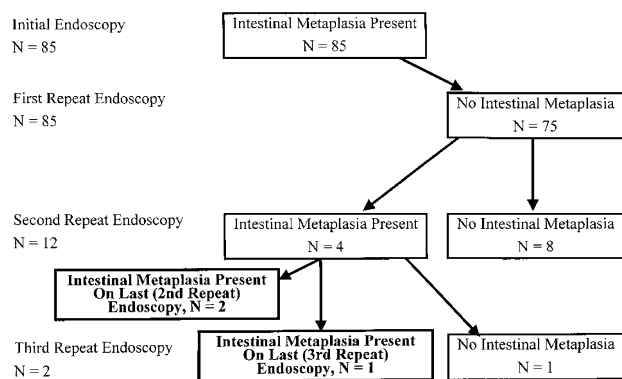 Initial Endoscopy
N = 85
Intestinal Metaplasia Present
N = 85
First Repeat Endoscopy
N = 85
No Intestinal Metaplasia
N = 75
Second Repeat Endoscopy
N = 12
Intestinal Metaplasia Present
N = 4
No Intestinal Metaplasia
N = 8
Intestinal Metaplasia Present
On Last (2nd Repeat)
Endoscopy, N = 2
Third Repeat Endoscopy
N = 2
Intestinal Metaplasia Present
On Last (3rd Repeat)
Endoscopy, N = 1
No Intestinal Metaplasia
N = 1